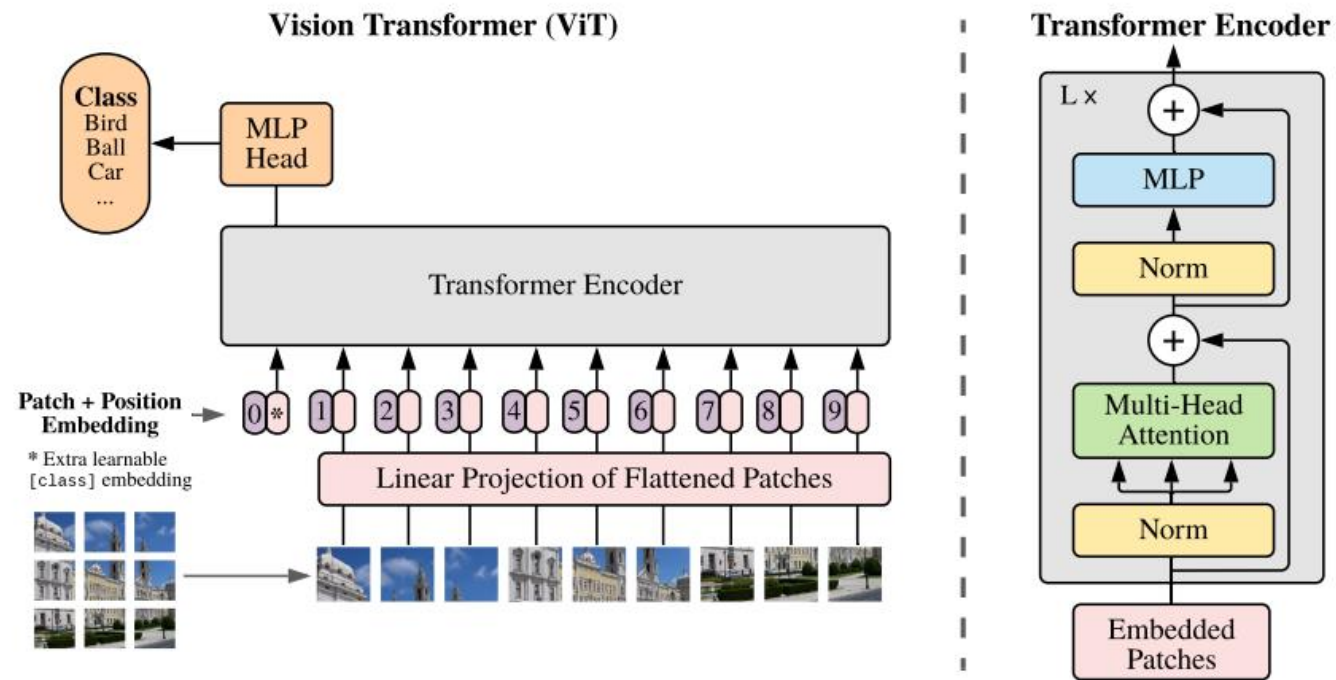 Vision Transformer (ViT)
Class
Bird
Ball
Car
...
MLP
Head
Transformer Encoder
Patch + Position
Embedding
* Extra learnable
[class] embedding
0 * 1 2 3 4 5 6 7 8 9
Linear Projection of Flattened Patches
Transformer Encoder
L ×
+
MLP
Norm
+
Multi-Head
Attention
Norm
Embedded
Patches